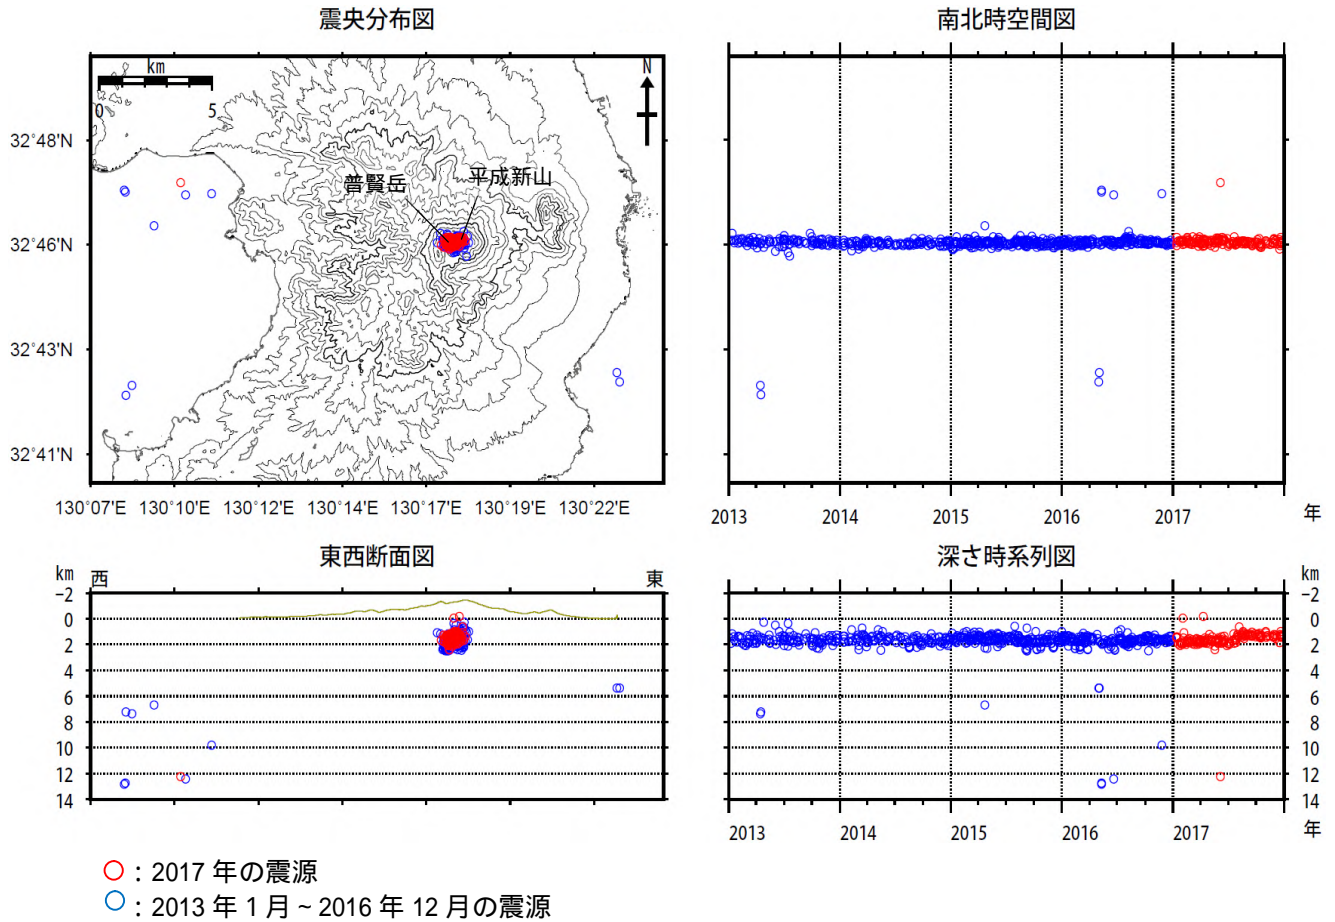 震央分布図
km
0 5
N
32°48'N
32°46'N
32°43'N
32°41'N
普賢岳
平成新山
130°07'E 130°10'E 130°12'E 130°14'E 130°17'E 130°19'E 130°22'E
南北時空間図
2013 2014 2015 2016 2017 年
東西断面図
km 西 東
-2
0
2
4
6
8
10
12
14
深さ時系列図
km
-2
0
2
4
6
8
10
12
14
2013 2014 2015 2016 2017 年
：2017 年の震源
：2013 年 1 月 ~ 2016 年 12 月の震源